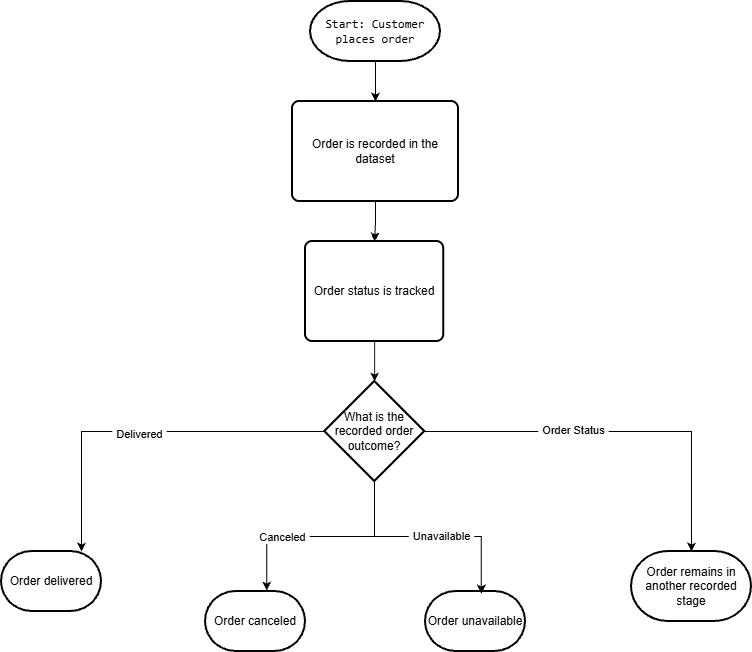 Start: Customer
places order
Order is recorded in the
dataset
Order status is tracked
What is the
recorded order
outcome?
Delivered
Order Status
Canceled
Unavailable
Order delivered
Order canceled
Order unavailable
Order remains in
another recorded
stage